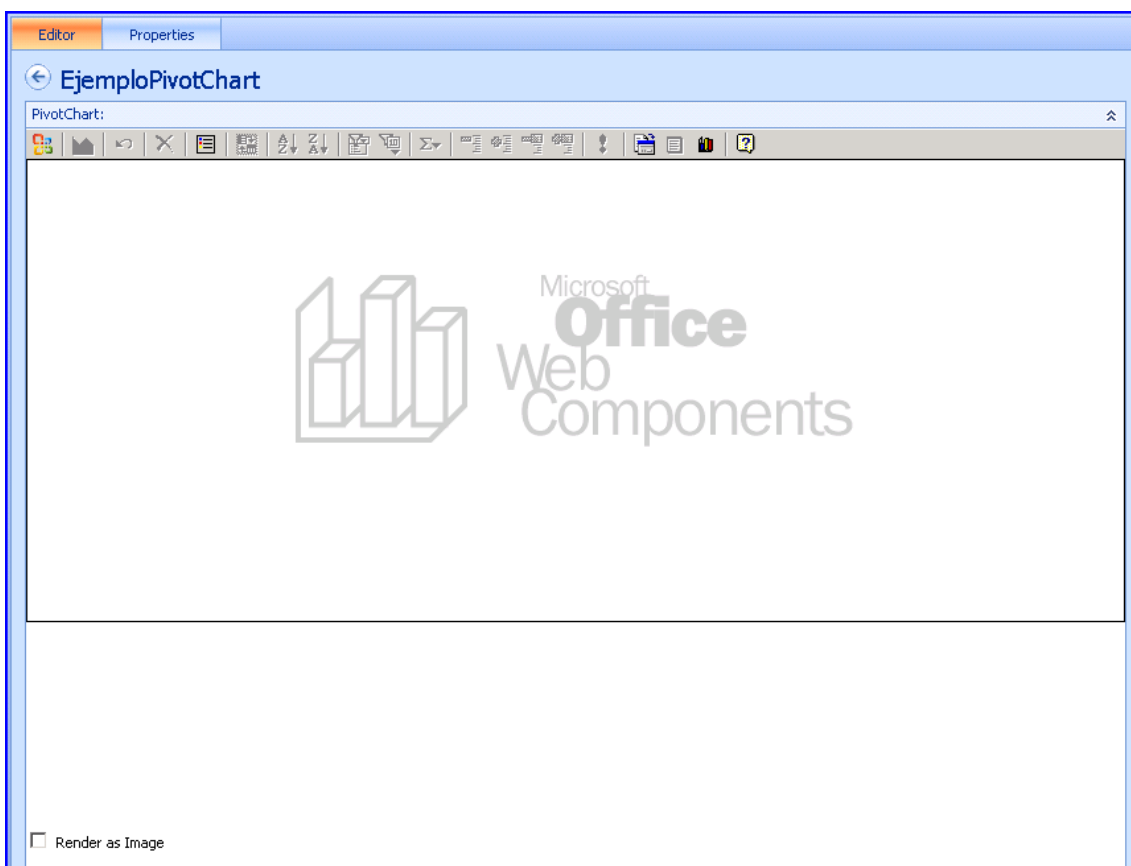 Editor Properties
EjemploPivotChart
PivotChart:
Microsoft
Office
Web
Components
Render as Image